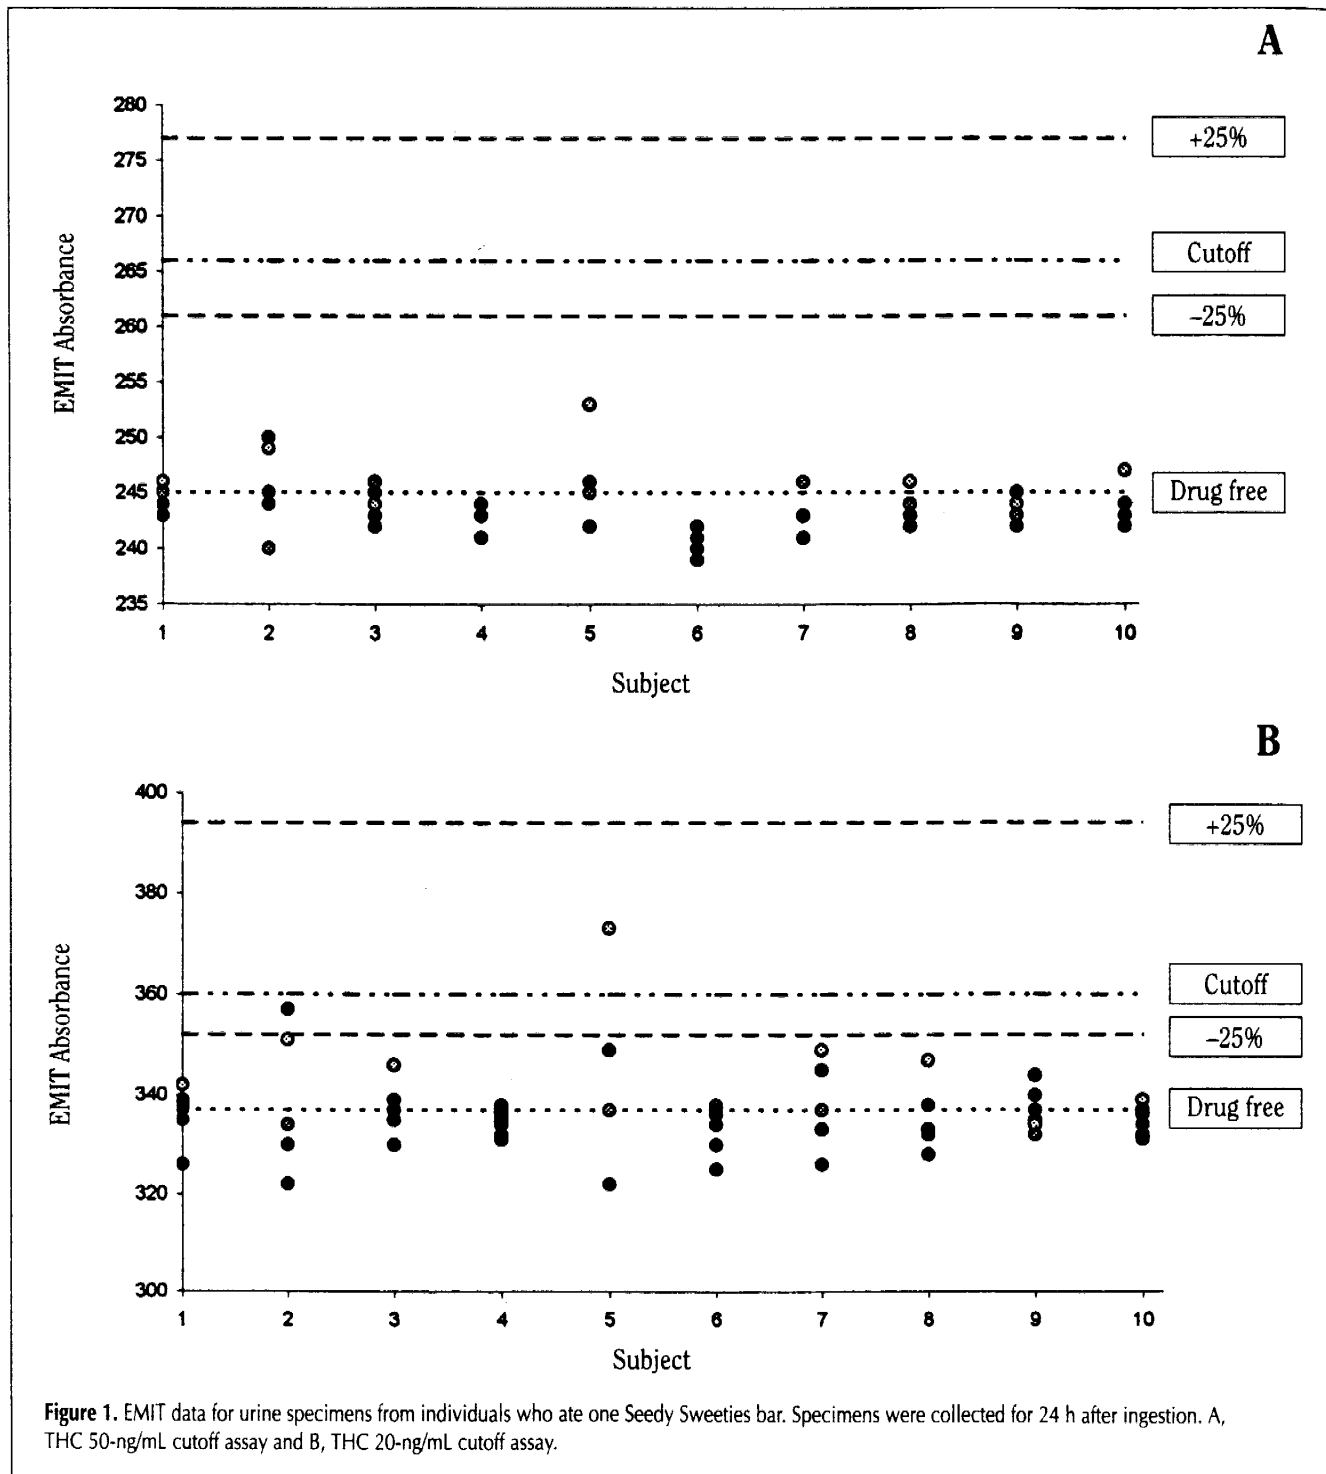 A
280
275
270
265
260
255
250
245
240
235
EMIT Absorbance
+25%
Cutoff
–25%
Drug free
1 2 3 4 5 6 7 8 9 10
Subject
B
400
380
360
340
320
300
EMIT Absorbance
+25%
Cutoff
–25%
Drug free
1 2 3 4 5 6 7 8 9 10
Subject
Figure 1. EMIT data for urine specimens from individuals who ate one Seedy Sweeties bar. Specimens were collected for 24 h after ingestion. A,
THC 50-ng/mL cutoff assay and B, THC 20-ng/mL cutoff assay.